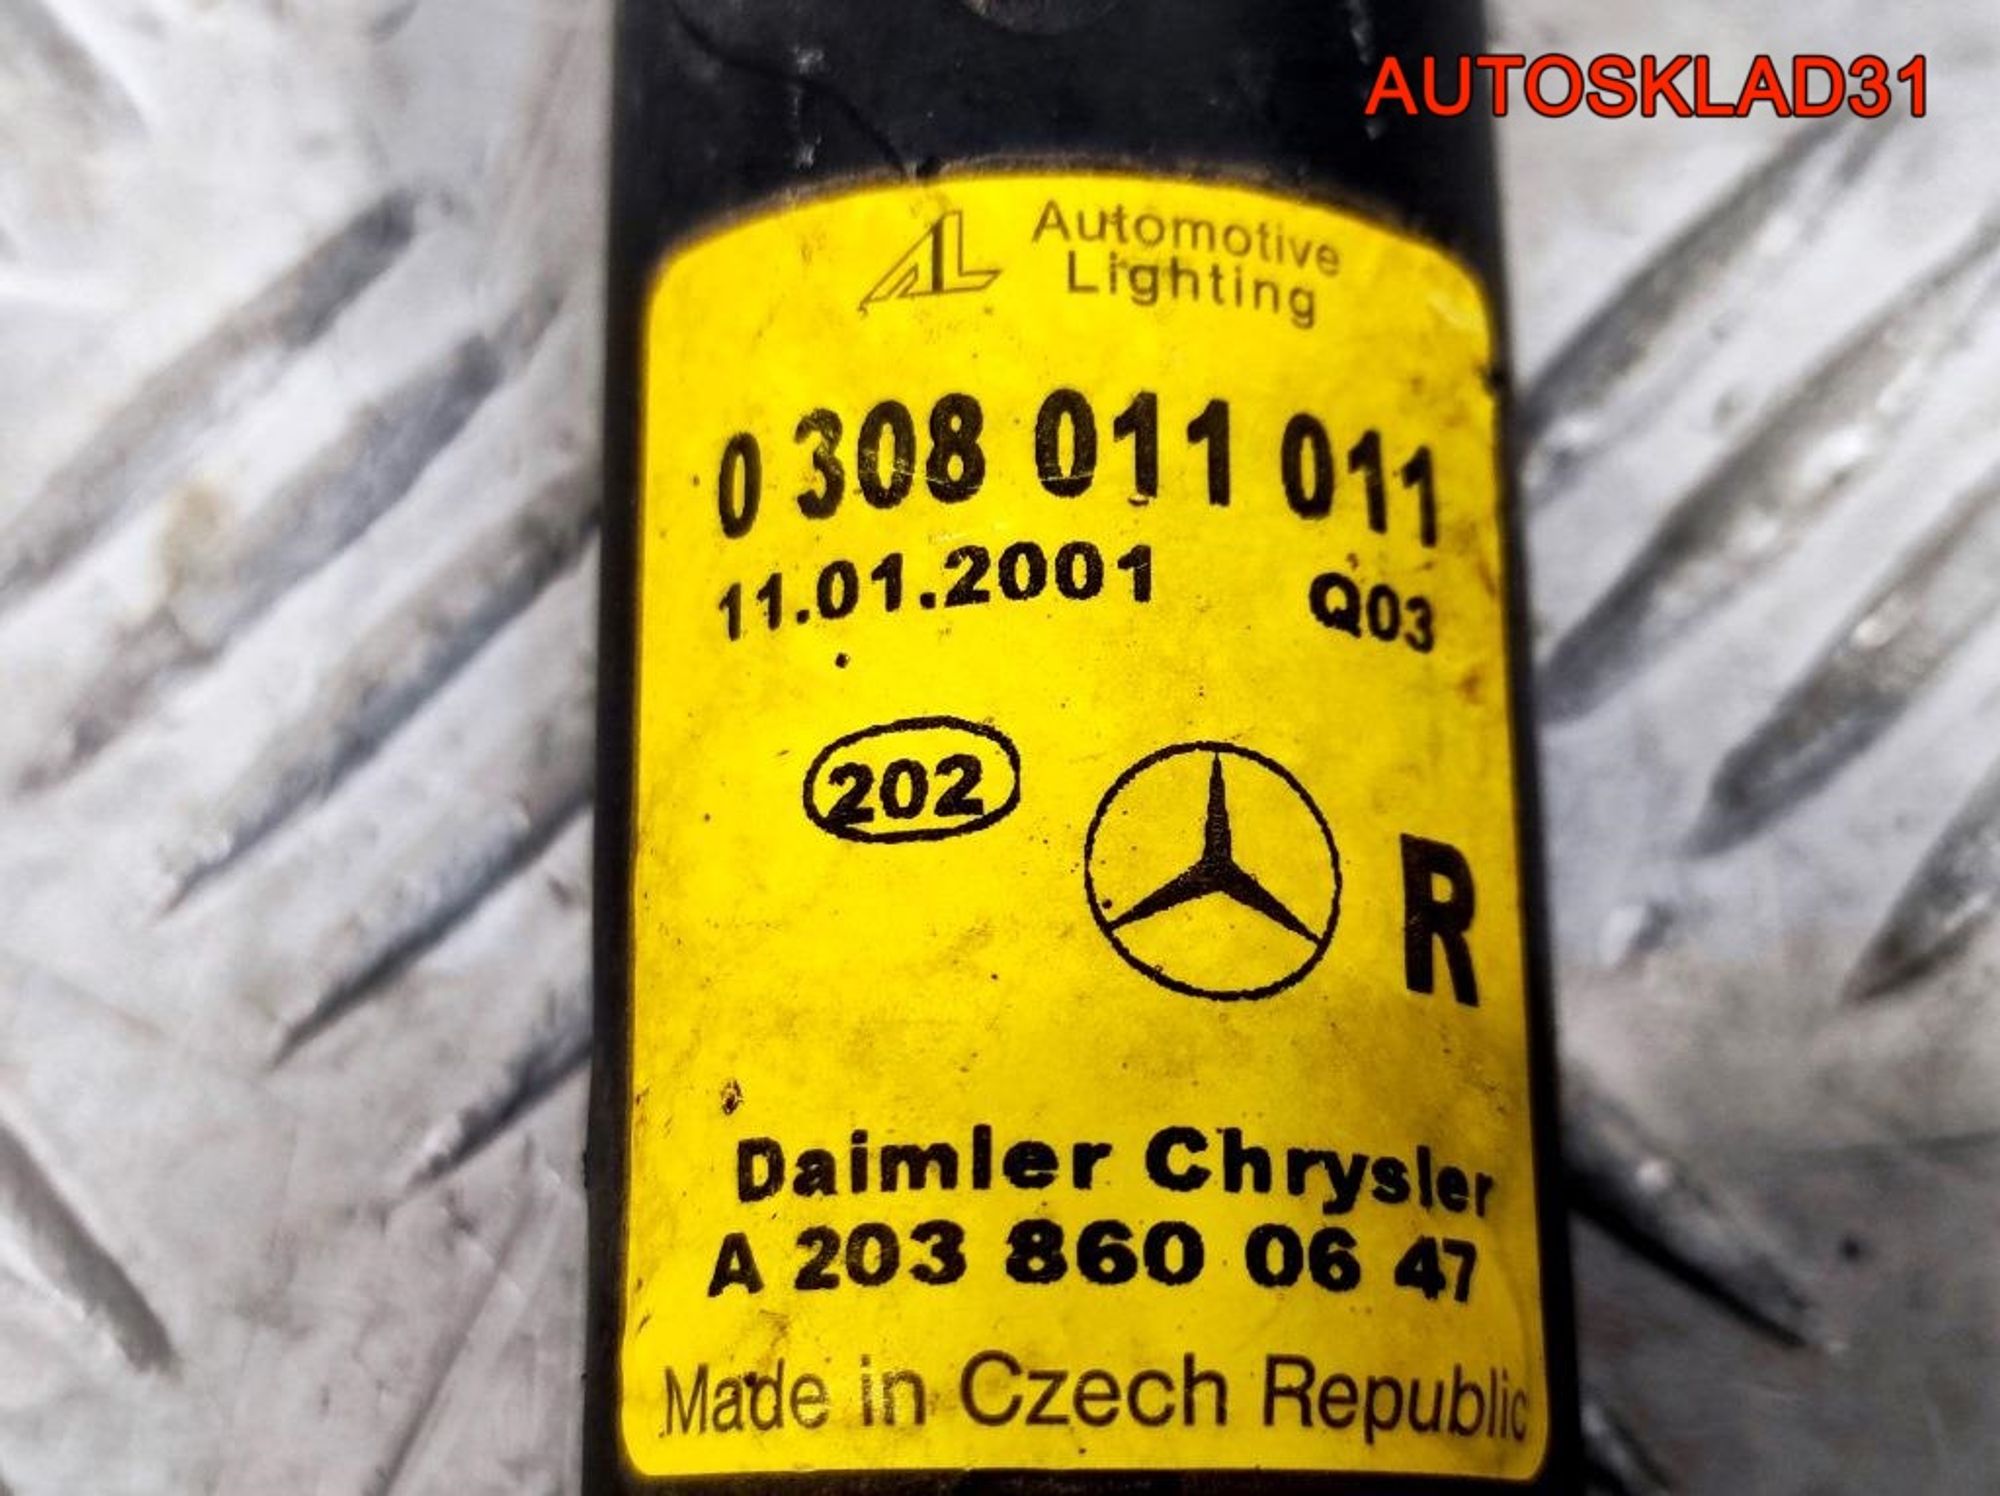 AUTOSKLAD31
AL Automotive
Lighting
0 308 011 011
11.01.2001 Q03
202
R
Daimler Chrysler
A 203 860 06 47
Made in Czech Republic